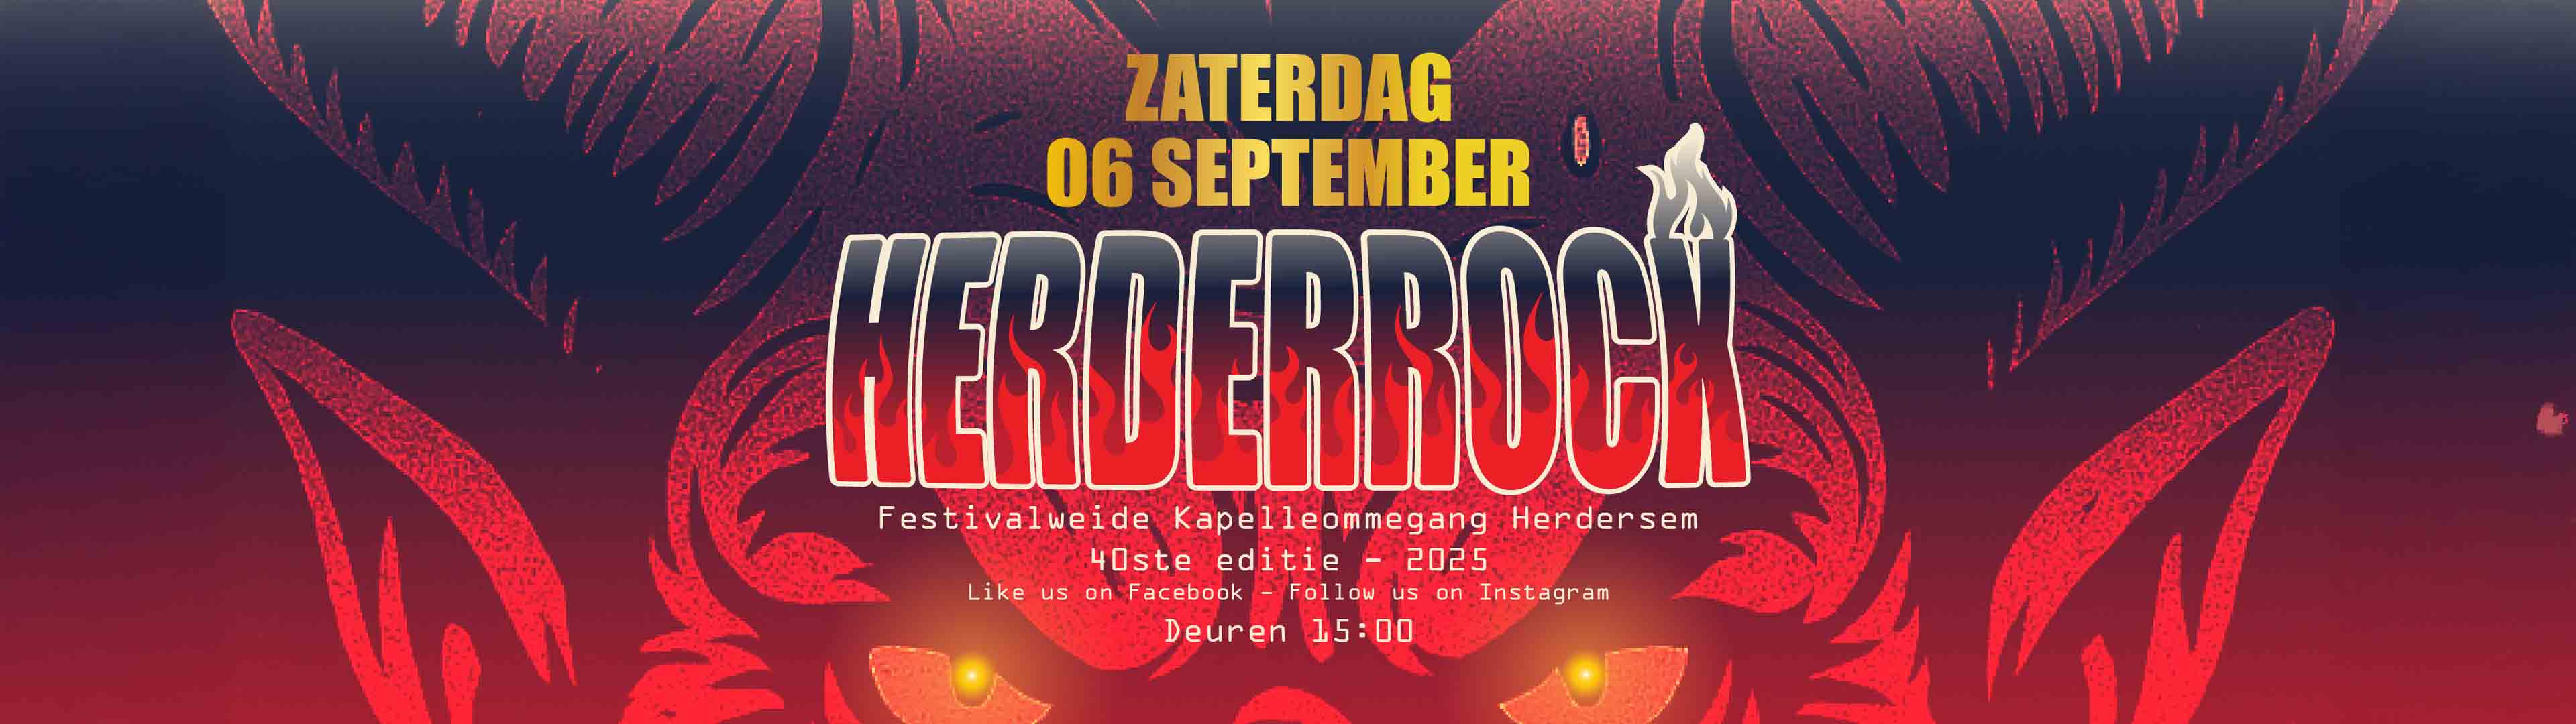 ZATERDAG
06 SEPTEMBER
HERDERROCK
Festivalweide Kapelleommegang Herdersem
40ste editie - 2025
Like us on Facebook - Follow us on Instagram
Deuren 15:00